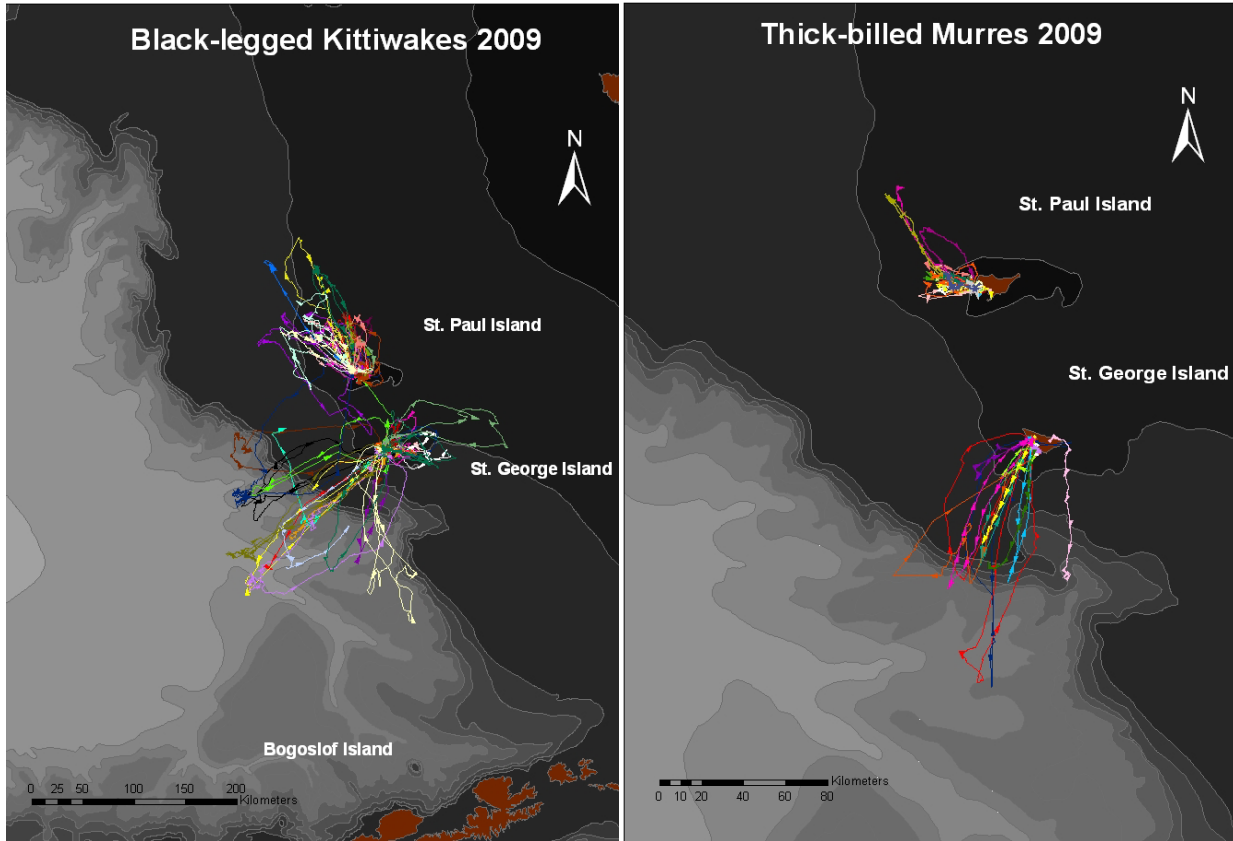 Black-legged Kittiwakes 2009
N
St. Paul Island
St. George Island
Bogoslof Island
0 25 50 100 150 200
Kilometers
Thick-billed Murres 2009
N
St. Paul Island
St. George Island
Kilometers
0 10 20 40 60 80